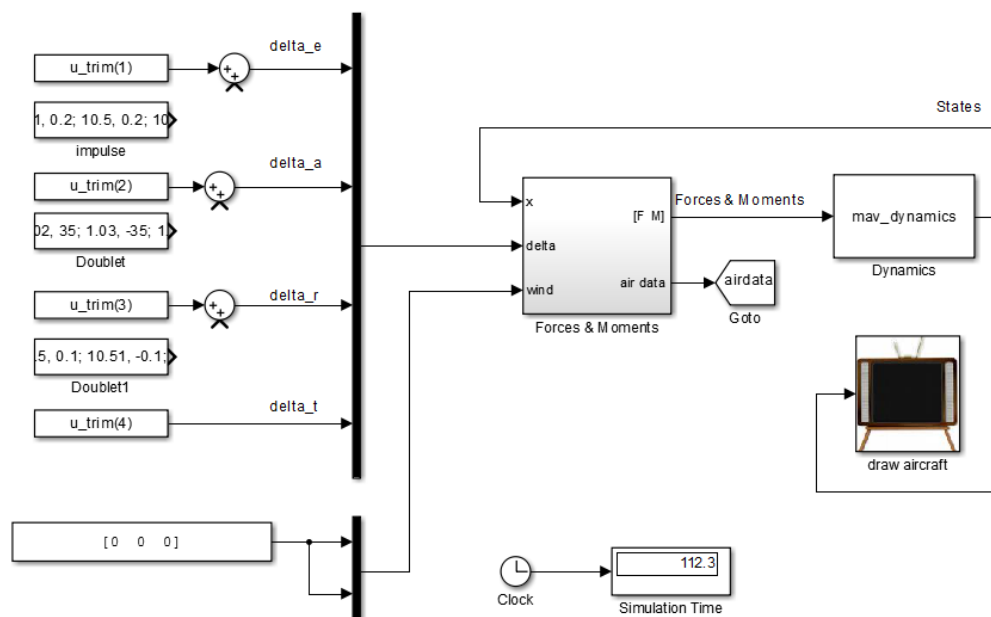 delta_e
u_trim(1)
1, 0.2; 10.5, 0.2; 10
impulse
delta_a
u_trim(2)
02, 35; 1.03, -35; 1.
Doublet
delta_r
u_trim(3)
.5, 0.1; 10.51, -0.1;
Doublet1
delta_t
u_trim(4)
[0 0 0]
States
x
delta
wind
[F M]
air data
Forces & Moments
Forces & Moments
mav_dynamics
Dynamics
airdata
Goto
draw aircraft
Clock
112.3
Simulation Time